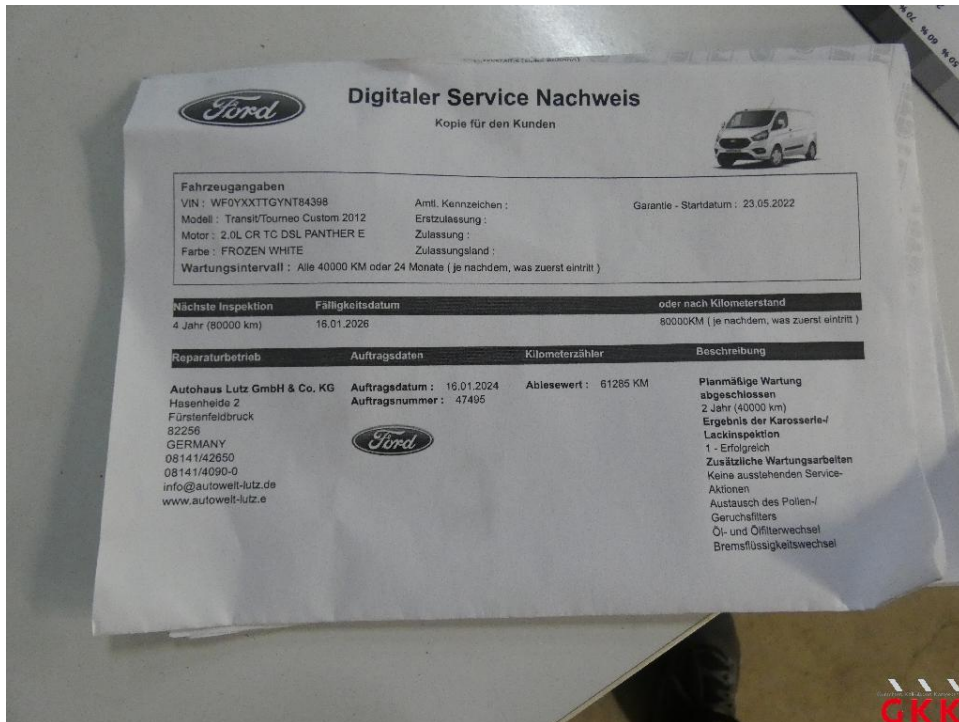 Ford
Digitaler Service Nachweis
Kopie für den Kunden
Fahrzeugangaben
VIN : WF0YXXTTGYNT84398
Modell : Transit/Tourneo Custom 2012
Motor : 2.0L CR TC DSL PANTHER E
Farbe : FROZEN WHITE
Amtl. Kennzeichen :
Erstzulassung :
Zulassung :
Zulassungsland :
Garantie - Startdatum : 23.05.2022
Wartungsintervall : Alle 40000 KM oder 24 Monate ( je nachdem, was zuerst eintritt )
Nächste Inspektion Fälligkeitsdatum oder nach Kilometerstand
4 Jahr (80000 km) 16.01.2026 80000KM ( je nachdem, was zuerst eintritt )
Reparaturbetrieb
Autohaus Lutz GmbH & Co. KG
Hasenheide 2
Fürstenfeldbruck
82256
GERMANY
08141/42650
08141/4090-0
info@autowelt-lutz.de
www.autowelt-lutz.e
Auftragsdaten
Auftragsdatum : 16.01.2024
Auftragsnummer : 47495
Ford
Kilometerzähler
Ablesewert : 61285 KM
Beschreibung
Planmäßige Wartung
abgeschlossen
2 Jahr (40000 km)
Ergebnis der Karosserie-/
Lackinspektion
1 - Erfolgreich
Zusätzliche Wartungsarbeiten
Keine ausstehenden Service-
Aktionen
Austausch des Pollen-/
Geruchsfilters
Öl- und Ölfilterwechsel
Bremsflüssigkeitswechsel
50 % 60 % 70 %
GKK